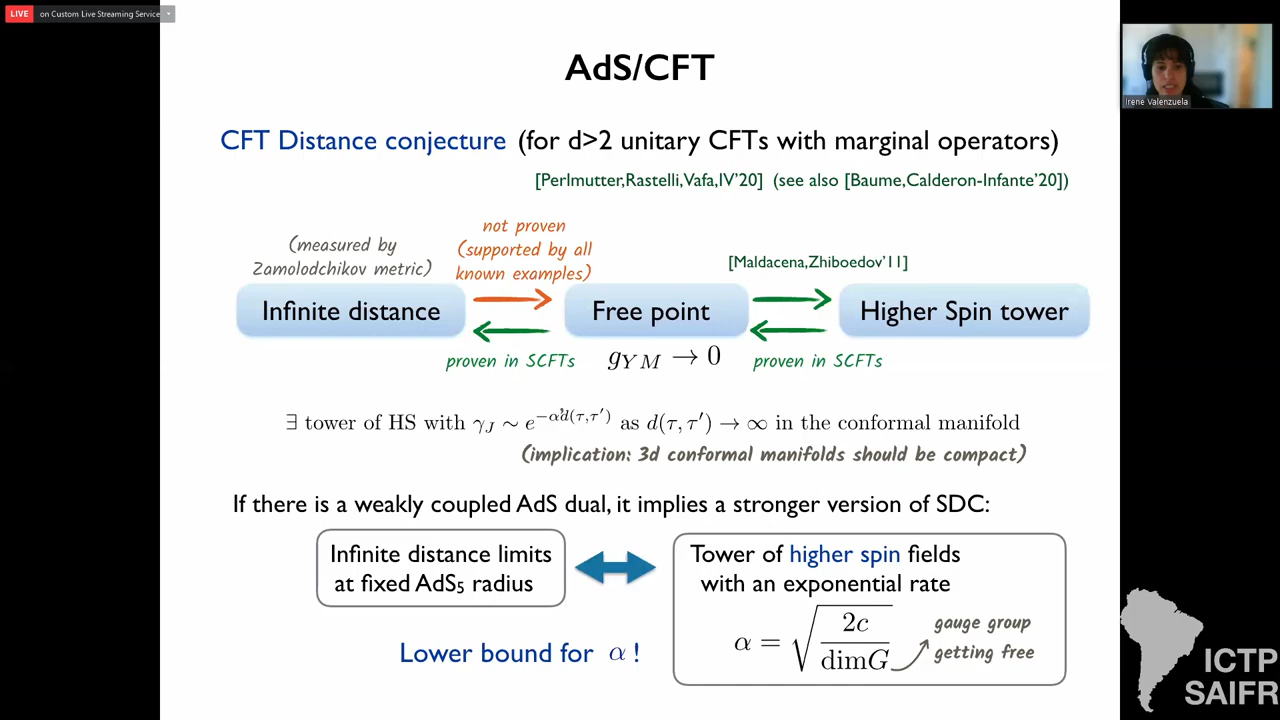 LIVE on Custom Live Streaming Service
AdS/CFT
Irene Valenzuela
CFT Distance conjecture (for d>2 unitary CFTs with marginal operators)
[Perlmutter,Rastelli,Vafa,IV'20] (see also [Baume,Calderon-Infante'20])
not proven
(supported by all
known examples)
(measured by
Zamolodchikov metric)
[Maldacena,Zhiboedov'11]
Infinite distance
Free point
Higher Spin tower
proven in SCFTs
g_{YM} → 0
proven in SCFTs
∃ tower of HS with γ_J ∼ e^{-αd(τ,τ')} as d(τ,τ') → ∞ in the conformal manifold
(implication: 3d conformal manifolds should be compact)
If there is a weakly coupled AdS dual, it implies a stronger version of SDC:
Infinite distance limits
at fixed AdS₅ radius
Tower of higher spin fields
with an exponential rate
α = √(2c/dimG)
gauge group
getting free
Lower bound for α !
ICTP
SAIFR